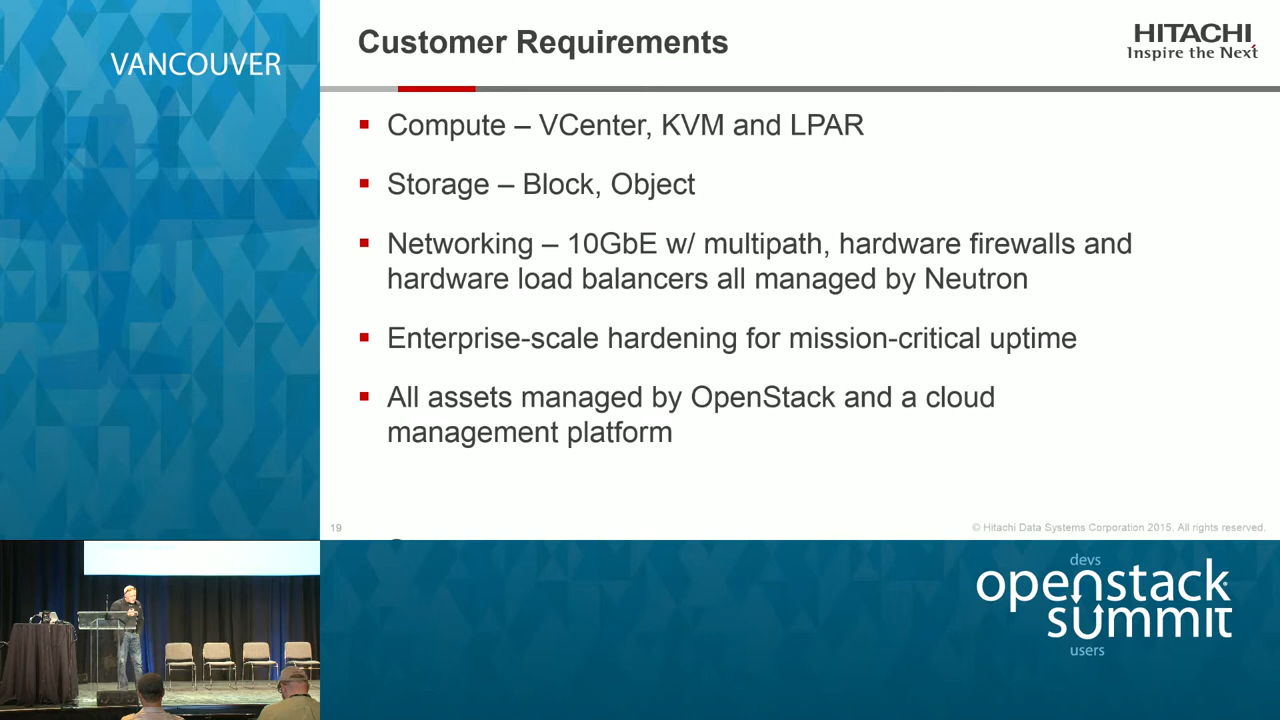 VANCOUVER
Customer Requirements
HITACHI
Inspire the Next
▪ Compute – VCenter, KVM and LPAR
▪ Storage – Block, Object
▪ Networking – 10GbE w/ multipath, hardware firewalls and
hardware load balancers all managed by Neutron
▪ Enterprise-scale hardening for mission-critical uptime
▪ All assets managed by OpenStack and a cloud
management platform
19
© Hitachi Data Systems Corporation 2015. All rights reserved.
devs
openstack
summit
users